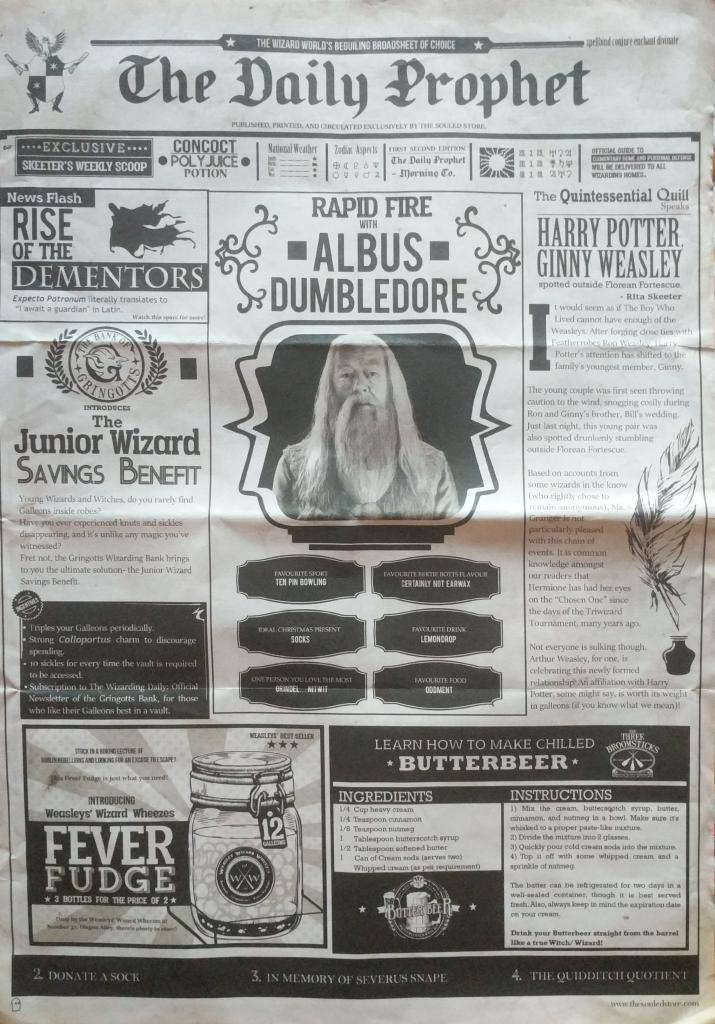 THE WIZARD WORLD'S BEGUILING BROADSHEET OF CHOICE
spellbind conjure enchant divinate
The Daily Prophet
PUBLISHED, PRINTED, AND CIRCULATED EXCLUSIVELY BY THE SOULED STORE.
EXCLUSIVE
SKEETER'S WEEKLY SCOOP
CONCOCT
POLYJUICE
POTION
National Weather
Zodiac Aspects
FIRST SECOND EDITION
The Daily Prophet
- Morning Co.
OFFICIAL GUIDE TO
ELEMENTARY HOME AND PERSONAL DEFENSE
WILL BE DELIVERED TO ALL
WIZARDING HOMES.
News Flash
RISE
OF THE
DEMENTORS
Expecto Patronum literally translates to
"I await a guardian" in Latin.
Watch this space for more!
THE BANK OF
GRINGOTTS
INTRODUCES
The
Junior Wizard
SAVINGS BENEFIT
Young Wizards and Witches, do you rarely find
Galleons inside robes?
Have you ever experienced knuts and sickles
disappearing, and it's unlike any magic you've
witnessed?
Fret not, the Gringotts Wizarding Bank brings
to you the ultimate solution- the Junior Wizard
Savings Benefit.
• Triples your Galleons periodically.
• Strong Colloportus charm to discourage
spending.
• 10 sickles for every time the vault is required
to be accessed.
• Subscription to The Wizarding Daily: Official
Newsletter of the Gringotts Bank, for those
who like their Galleons best in a vault.
RAPID FIRE
WITH
ALBUS
DUMBLEDORE
FAVOURITE SPORT
TEN PIN BOWLING
FAVOURITE BERTIE BOTTS FLAVOUR
CERTAINLY NOT EARWAX
IDEAL CHRISTMAS PRESENT
SOCKS
FAVOURITE DRINK
LEMONDROP
ONE PERSON YOU LOVE THE MOST
GRINDEL... NITWIT
FAVOURITE FOOD
ODDMENT
The Quintessential Quill
Speaks
HARRY POTTER,
GINNY WEASLEY
spotted outside Florean Fortescue.
- Rita Skeeter
It would seem as if The Boy Who
Lived cannot have enough of the
Weasleys. After forging close ties with
Featherrobes Ron Weasley, Harry
Potter's attention has shifted to the
family's youngest member, Ginny.
The young couple was first seen throwing
caution to the wind, snogging cosily during
Ron and Ginny's brother, Bill's wedding.
Just last night, this young pair was
also spotted drunkenly stumbling
outside Florean Fortescue.
Based on accounts from
some wizards in the know
(who rightly chose to
remain anonymous), Ms.
Granger is not
particularly pleased
with this chain of
events. It is common
knowledge amongst
our readers that
Hermione has had her eyes
on the "Chosen One" since
the days of the Triwizard
Tournament, many years ago.
Not everyone is sulking though.
Arthur Weasley, for one, is
celebrating this newly formed
relationship! An affiliation with Harry
Potter, some might say, is worth its weight
in galleons (if you know what we mean)!
WEASLEYS' BEST SELLER
STUCK IN A BORING LECTURE OF
GOBLIN REBELLIONS AND LOOKING FOR AN EXCUSE TO ESCAPE?
This Fever Fudge is just what you need!
INTRODUCING
Weasleys' Wizard Wheezes
FEVER
FUDGE
3 BOTTLES FOR THE PRICE OF 2
Drop by the Weasleys' Wizard Wheezes at
Number 93, Diagon Alley, there's plenty in store!
12
GALLEONS
WW
LEARN HOW TO MAKE CHILLED
BUTTERBEER
THE
THREE
BROOMSTICKS
INGREDIENTS
1/4 Cup heavy cream
1/4 Teaspoon cinnamon
1/8 Teaspoon nutmeg
1 Tablespoon butterscotch syrup
1/2 Tablespoon softened butter
1 Can of Cream soda (serves two)
Whipped cream (as per requirement)
BUTTERBEER
INSTRUCTIONS
1) Mix the cream, butterscotch syrup, butter,
cinnamon, and nutmeg in a bowl. Make sure it's
whisked to a proper paste-like mixture.
2) Divide the mixture into 2 glasses.
3) Quickly pour cold cream soda into the mixture.
4) Top it off with some whipped cream and a
sprinkle of nutmeg.
The batter can be refrigerated for two days in a
well-sealed container, though it is best served
fresh. Also, always keep in mind the expiration date
on your cream.
Drink your Butterbeer straight from the barrel
like a true Witch/ Wizard!
2. DONATE A SOCK
3. IN MEMORY OF SEVERUS SNAPE
4. THE QUIDDITCH QUOTIENT
www.thesouledstore.com